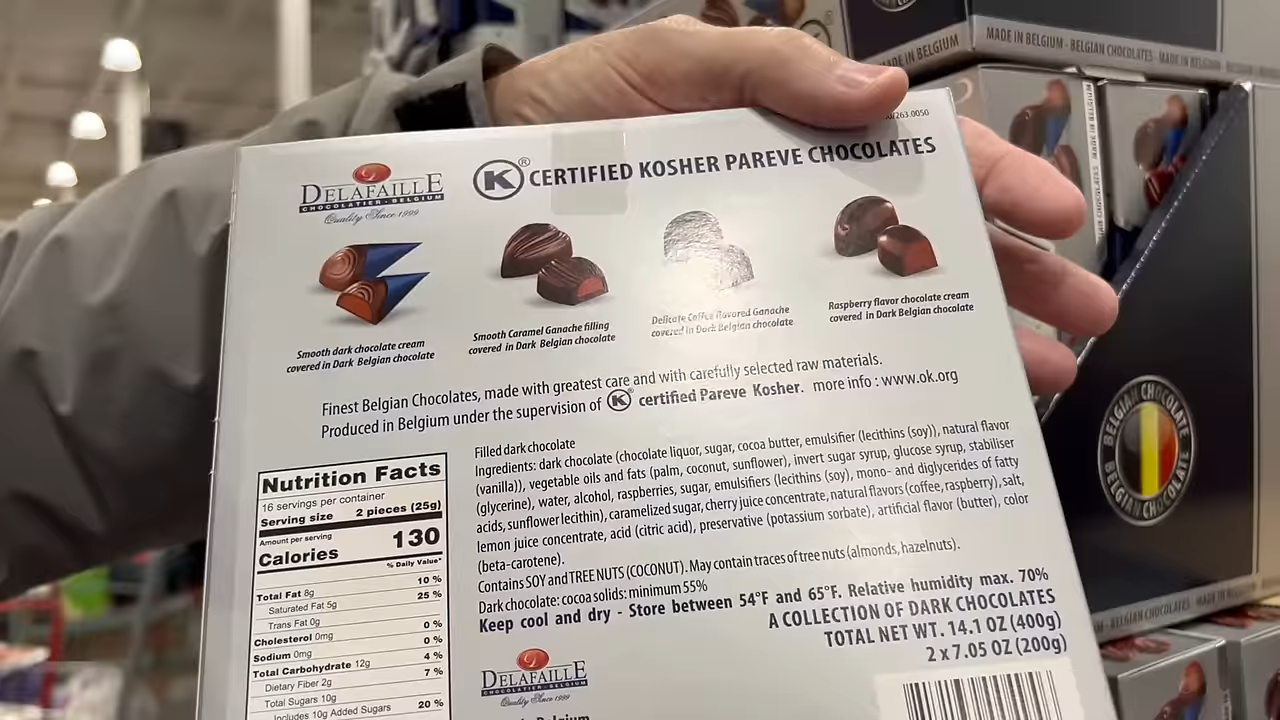 MADE IN BELGIUM - BELGIAN CHOCOLATES - MADE IN
263.0050
DELAFAILLE
CHOCOLATIER - BELGIUM
Quality Since 1999
K® CERTIFIED KOSHER PAREVE CHOCOLATES
Smooth dark chocolate cream
covered in Dark Belgian chocolate
Smooth Caramel Ganache filling
covered in Dark Belgian chocolate
Delicate Coffee flavored Ganache
covered in Dark Belgian chocolate
Raspberry flavor chocolate cream
covered in Dark Belgian chocolate
Finest Belgian Chocolates, made with greatest care and with carefully selected raw materials.
Produced in Belgium under the supervision of K® certified Pareve Kosher. more info : www.ok.org
Nutrition Facts
16 servings per container
Serving size 2 pieces (25g)
Amount per serving
Calories 130
% Daily Value*
Total Fat 8g 10 %
Saturated Fat 5g 25 %
Trans Fat 0g
Cholesterol 0mg 0 %
Sodium 0mg 0 %
Total Carbohydrate 12g 4 %
Dietary Fiber 2g 7 %
Total Sugars 10g
Includes 10g Added Sugars 20 %
Filled dark chocolate
Ingredients: dark chocolate (chocolate liquor, sugar, cocoa butter, emulsifier (lecithins (soy)), natural flavor
(vanilla)), vegetable oils and fats (palm, coconut, sunflower), invert sugar syrup, glucose syrup, stabiliser
(glycerine), water, alcohol, raspberries, sugar, emulsifiers (lecithins (soy), mono- and diglycerides of fatty
acids, sunflower lecithin), caramelized sugar, cherry juice concentrate, natural flavors (coffee, raspberry), salt,
lemon juice concentrate, acid (citric acid), preservative (potassium sorbate), artificial flavor (butter), color
(beta-carotene).
Contains SOY and TREE NUTS (COCONUT). May contain traces of tree nuts (almonds, hazelnuts).
Dark chocolate: cocoa solids: minimum 55%
Keep cool and dry - Store between 54°F and 65°F. Relative humidity max. 70%
A COLLECTION OF DARK CHOCOLATES
TOTAL NET WT. 14.1 OZ (400g)
2 x 7.05 OZ (200g)
DELAFAILLE
CHOCOLATIER - BELGIUM
Quality Since 1999
Belgium
BELGIAN CHOCOLATE
BELGIAN CHOCOLATE
BELGIAN CHOCOLATES - MADE IN